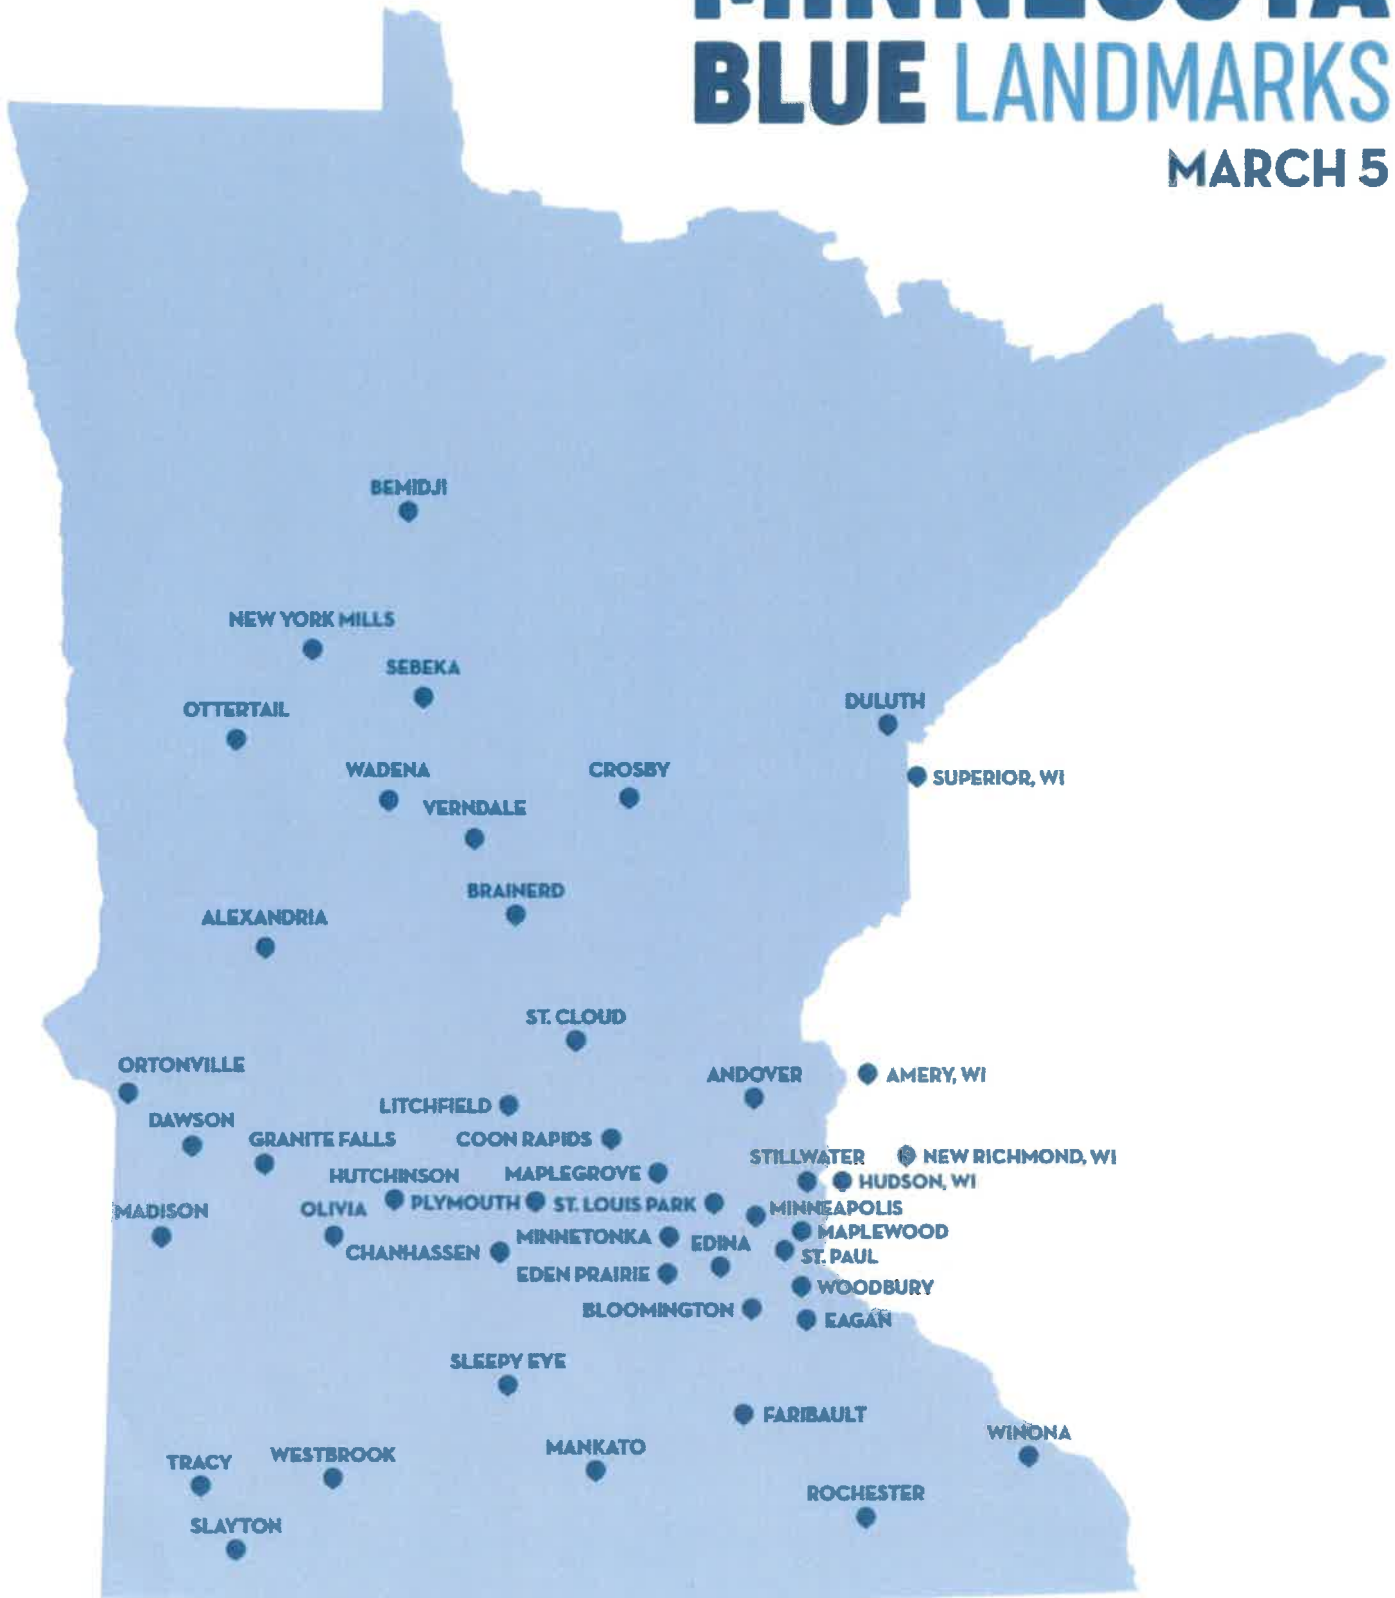 MINNESOTA
BLUE LANDMARKS
MARCH 5
BEMIDJI
NEW YORK MILLS
SEBEKA
OTTERTAIL
DULUTH
WADENA
CROSBY
SUPERIOR, WI
VERNDALE
BRAINERD
ALEXANDRIA
ST. CLOUD
ORTONVILLE
ANDOVER
AMERY, WI
LITCHFIELD
DAWSON
GRANITE FALLS
COON RAPIDS
STILLWATER
NEW RICHMOND, WI
HUTCHINSON
MAPLEGROVE
HUDSON, WI
MADISON
OLIVIA
PLYMOUTH
ST. LOUIS PARK
MINNEAPOLIS
CHANHASSEN
MINNETONKA
EDINA
MAPLEWOOD
ST. PAUL
EDEN PRAIRIE
WOODBURY
BLOOMINGTON
EAGAN
SLEEPY EYE
FARIBAULT
WINONA
TRACY
WESTBROOK
MANKATO
ROCHESTER
SLAYTON